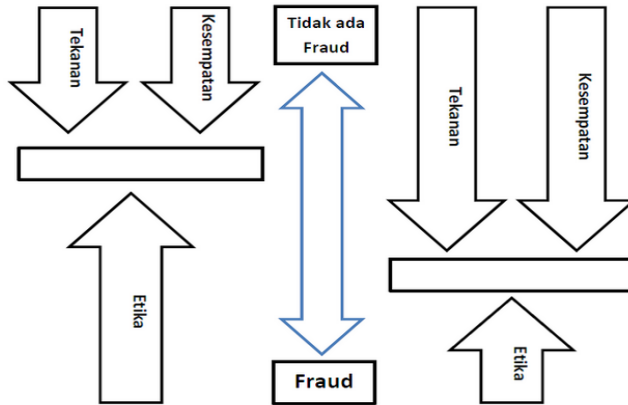 Tekanan
Kesempatan
Tidak ada
Fraud
Tekanan
Kesempatan
Etika
Fraud
Etika